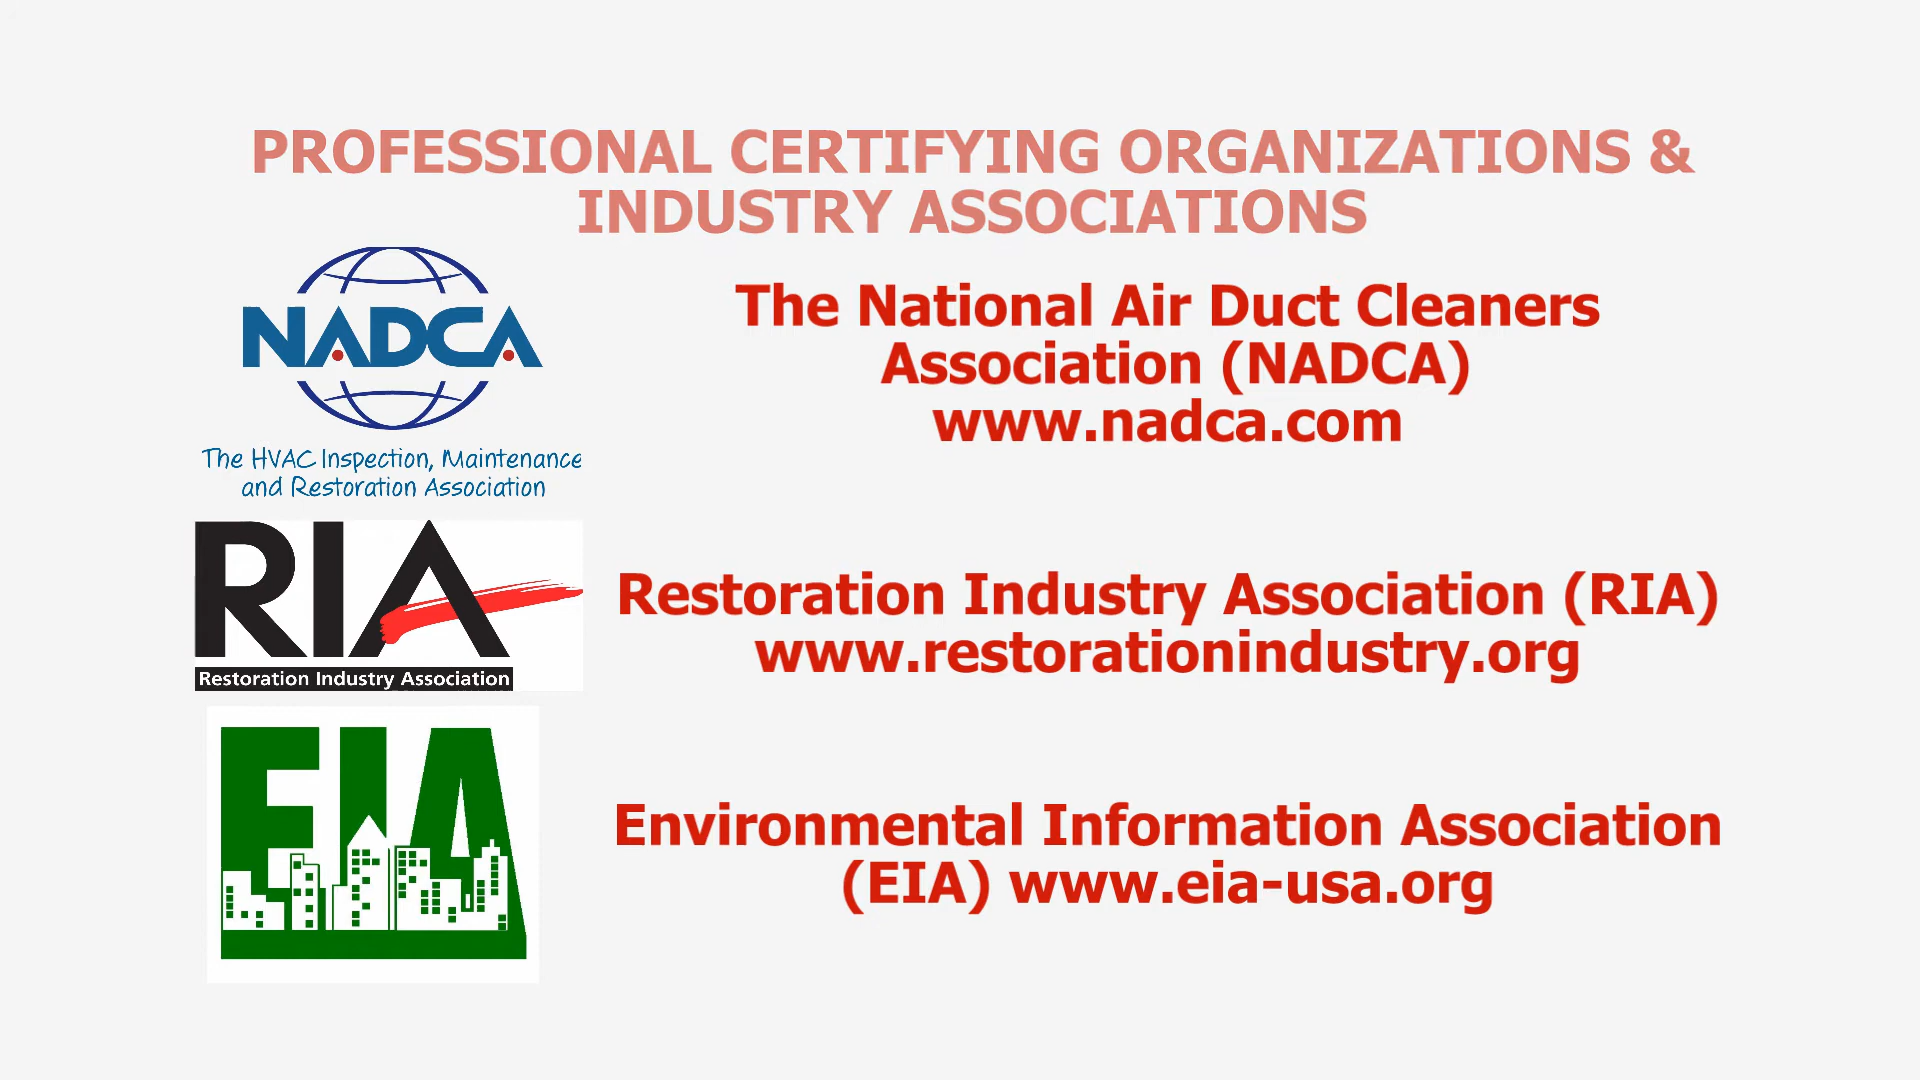 PROFESSIONAL CERTIFYING ORGANIZATIONS &
INDUSTRY ASSOCIATIONS
NADCA
The HVAC Inspection, Maintenance
and Restoration Association
The National Air Duct Cleaners
Association (NADCA)
www.nadca.com
RIA
Restoration Industry Association
Restoration Industry Association (RIA)
www.restorationindustry.org
EIA
Environmental Information Association
(EIA) www.eia-usa.org